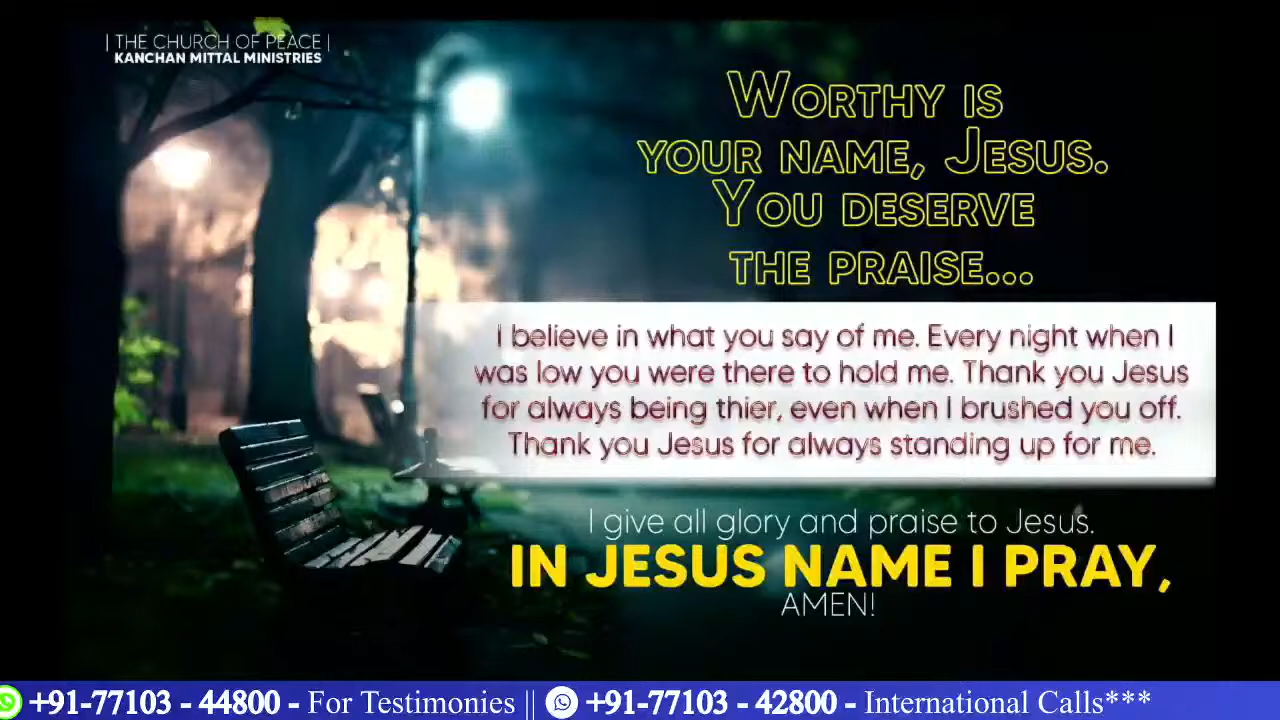 | THE CHURCH OF PEACE |
KANCHAN MITTAL MINISTRIES
WORTHY IS
YOUR NAME, JESUS.
YOU DESERVE
THE PRAISE...
I believe in what you say of me. Every night when I
was low you were there to hold me. Thank you Jesus
for always being thier, even when I brushed you off.
Thank you Jesus for always standing up for me.
I give all glory and praise to Jesus.
IN JESUS NAME I PRAY,
AMEN!
+91-77103 - 44800 - For Testimonies || +91-77103 - 42800 - International Calls***